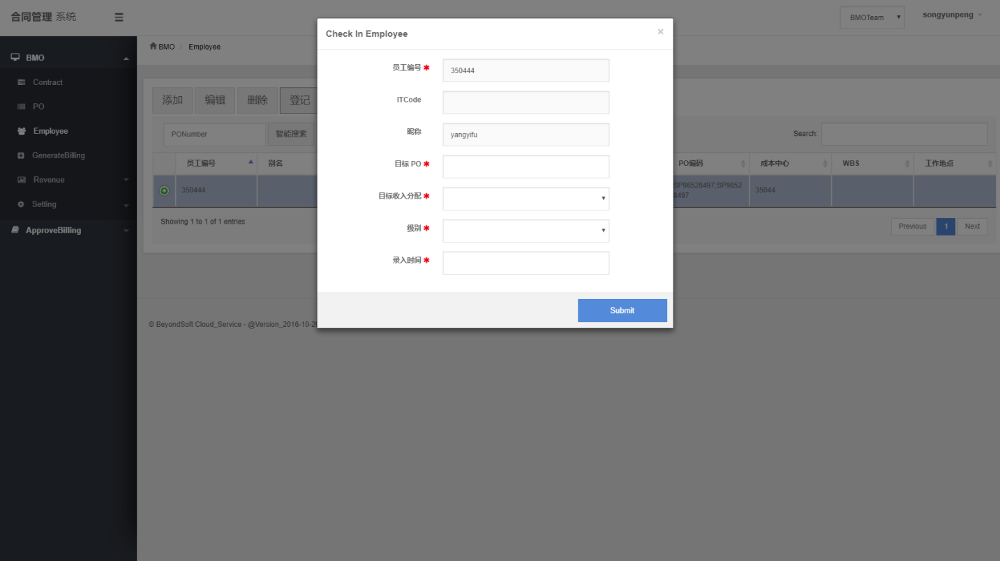 合同管理 系统
BMOTeam
songyunpeng
BMO
Contract
PO
Employee
GenerateBilling
Revenue
Setting
ApproveBilling
BMO / Employee
添加 编辑 删除 登记
PONumber 智能搜索
Search:
员工编号 别名 PO编码 成本中心 WBS 工作地点
350444 SP98528497;SP9852
8497 35044
Showing 1 to 1 of 1 entries
Previous 1 Next
© BeyondSoft Cloud_Service - @Version_2016-10-2
Check In Employee ×
员工编号 ✱ 350444
ITCode
昵称 yangyifu
目标 PO ✱
目标收入分配 ✱
级别 ✱
录入时间 ✱
Submit